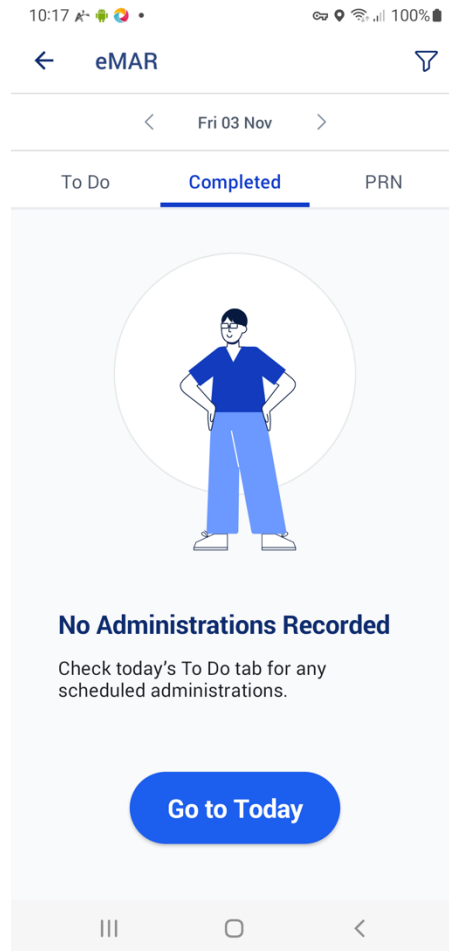 10:17
100%
eMAR
Fri 03 Nov
To Do
Completed
PRN
No Administrations Recorded
Check today's To Do tab for any
scheduled administrations.
Go to Today